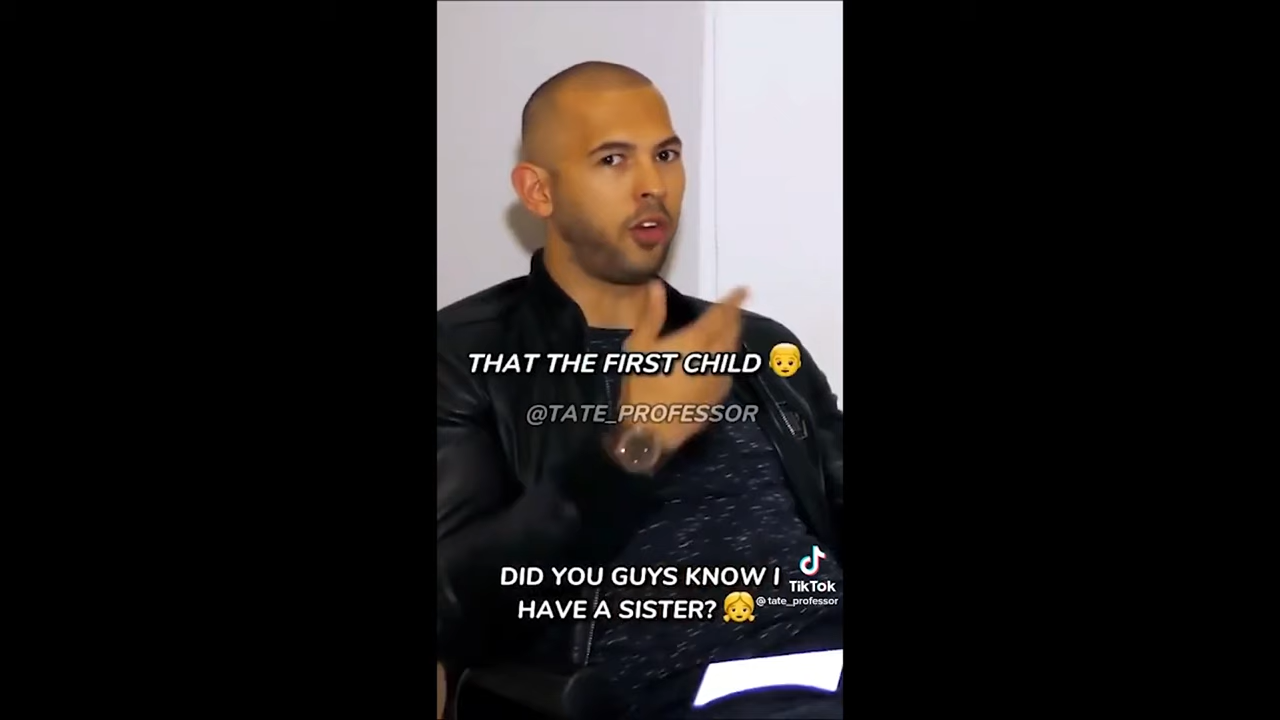 THAT THE FIRST CHILD 👦
@TATE_PROFESSOR
DID YOU GUYS KNOW I
HAVE A SISTER? 👧
TikTok
@tate_professor